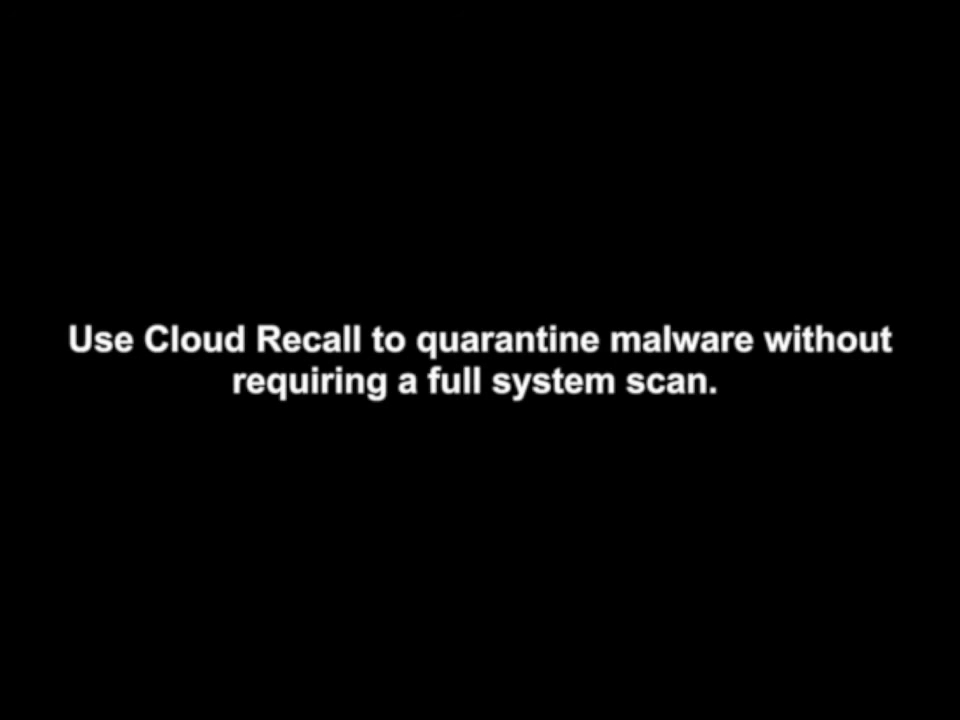 Use Cloud Recall to quarantine malware without
requiring a full system scan.